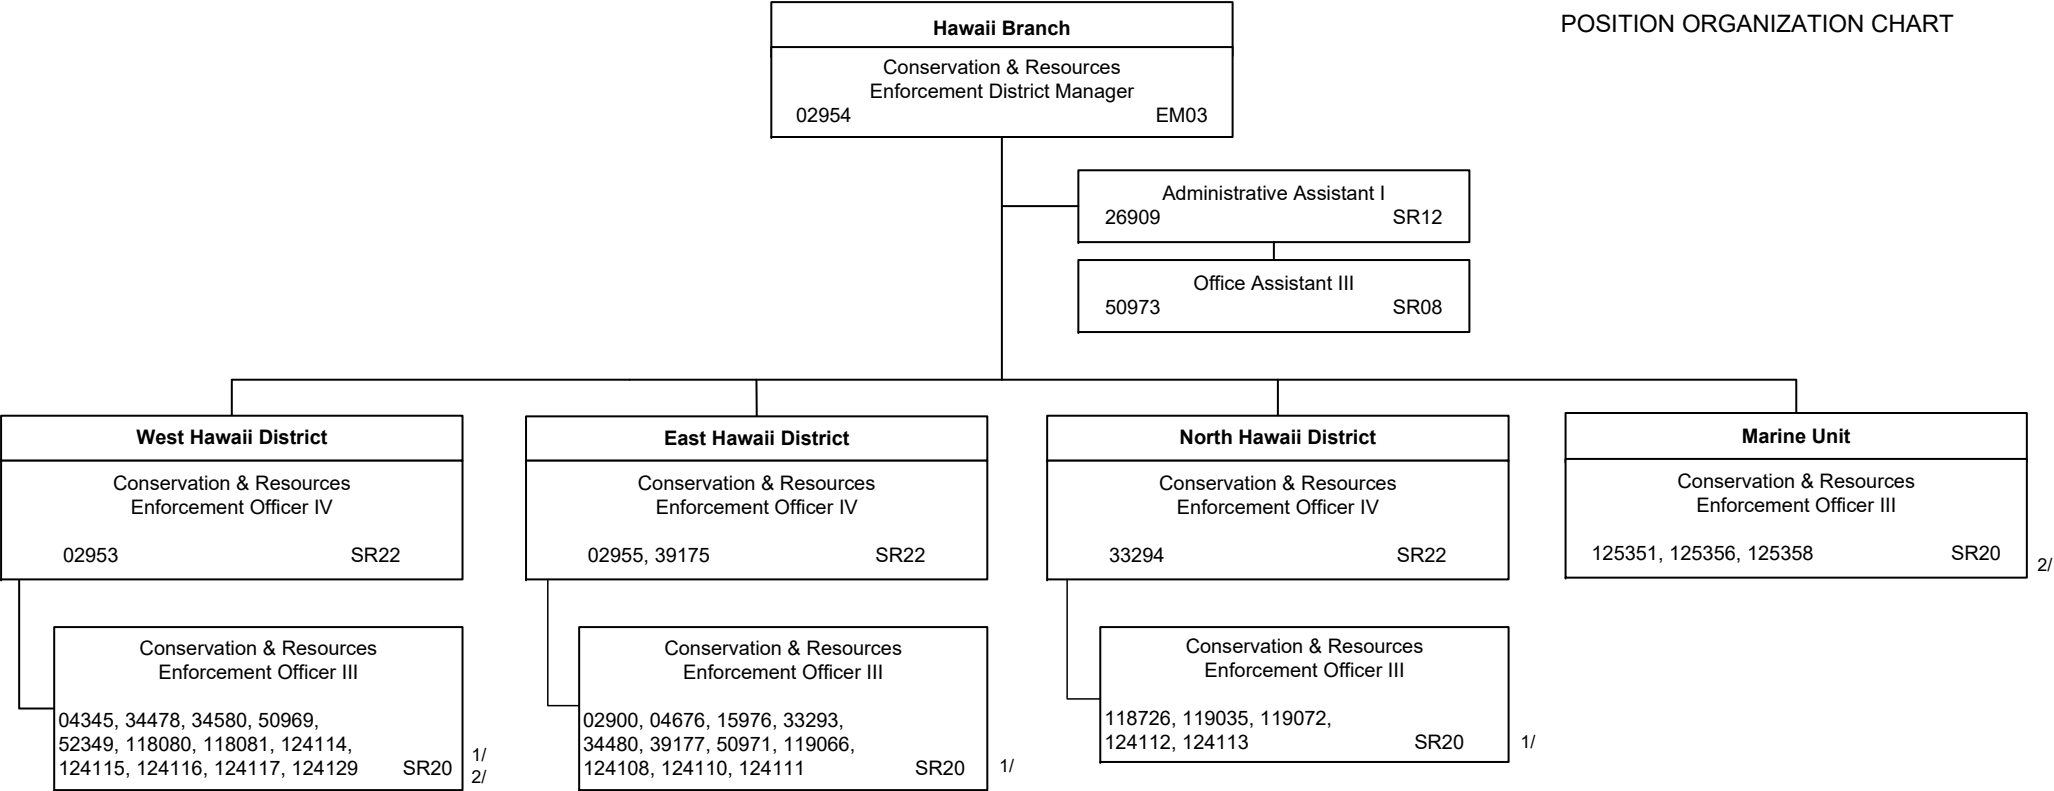 POSITION ORGANIZATION CHART
Hawaii Branch
Conservation & Resources
Enforcement District Manager
02954 EM03
Administrative Assistant I
26909 SR12
Office Assistant III
50973 SR08
West Hawaii District
Conservation & Resources
Enforcement Officer IV
02953 SR22
Conservation & Resources
Enforcement Officer III
04345, 34478, 34580, 50969,
52349, 118080, 118081, 124114,
124115, 124116, 124117, 124129 SR20
1/
2/
East Hawaii District
Conservation & Resources
Enforcement Officer IV
02955, 39175 SR22
Conservation & Resources
Enforcement Officer III
02900, 04676, 15976, 33293,
34480, 39177, 50971, 119066,
124108, 124110, 124111 SR20 1/
North Hawaii District
Conservation & Resources
Enforcement Officer IV
33294 SR22
Conservation & Resources
Enforcement Officer III
118726, 119035, 119072,
124112, 124113 SR20 1/
Marine Unit
Conservation & Resources
Enforcement Officer III
125351, 125356, 125358 SR20
2/